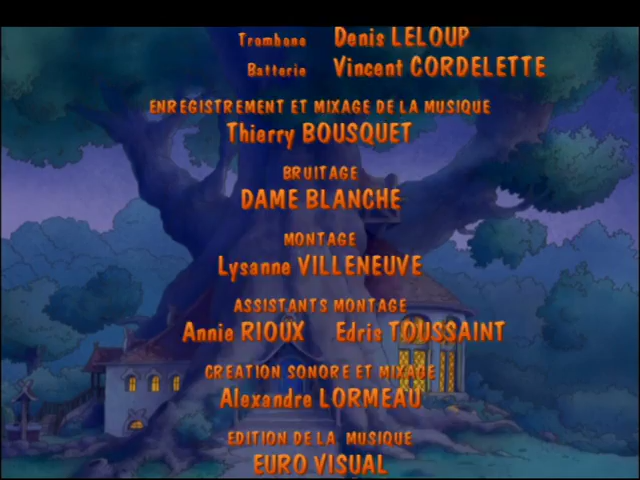 Trombone Denis LELOUP
Batterie Vincent CORDELETTE
ENREGISTREMENT ET MIXAGE DE LA MUSIQUE
Thierry BOUSQUET
BRUITAGE
DAME BLANCHE
MONTAGE
Lysanne VILLENEUVE
ASSISTANTS MONTAGE
Annie RIOUX Edris TOUSSAINT
CREATION SONORE ET MIXAGE
Alexandre LORMEAU
EDITION DE LA MUSIQUE
EURO VISUAL